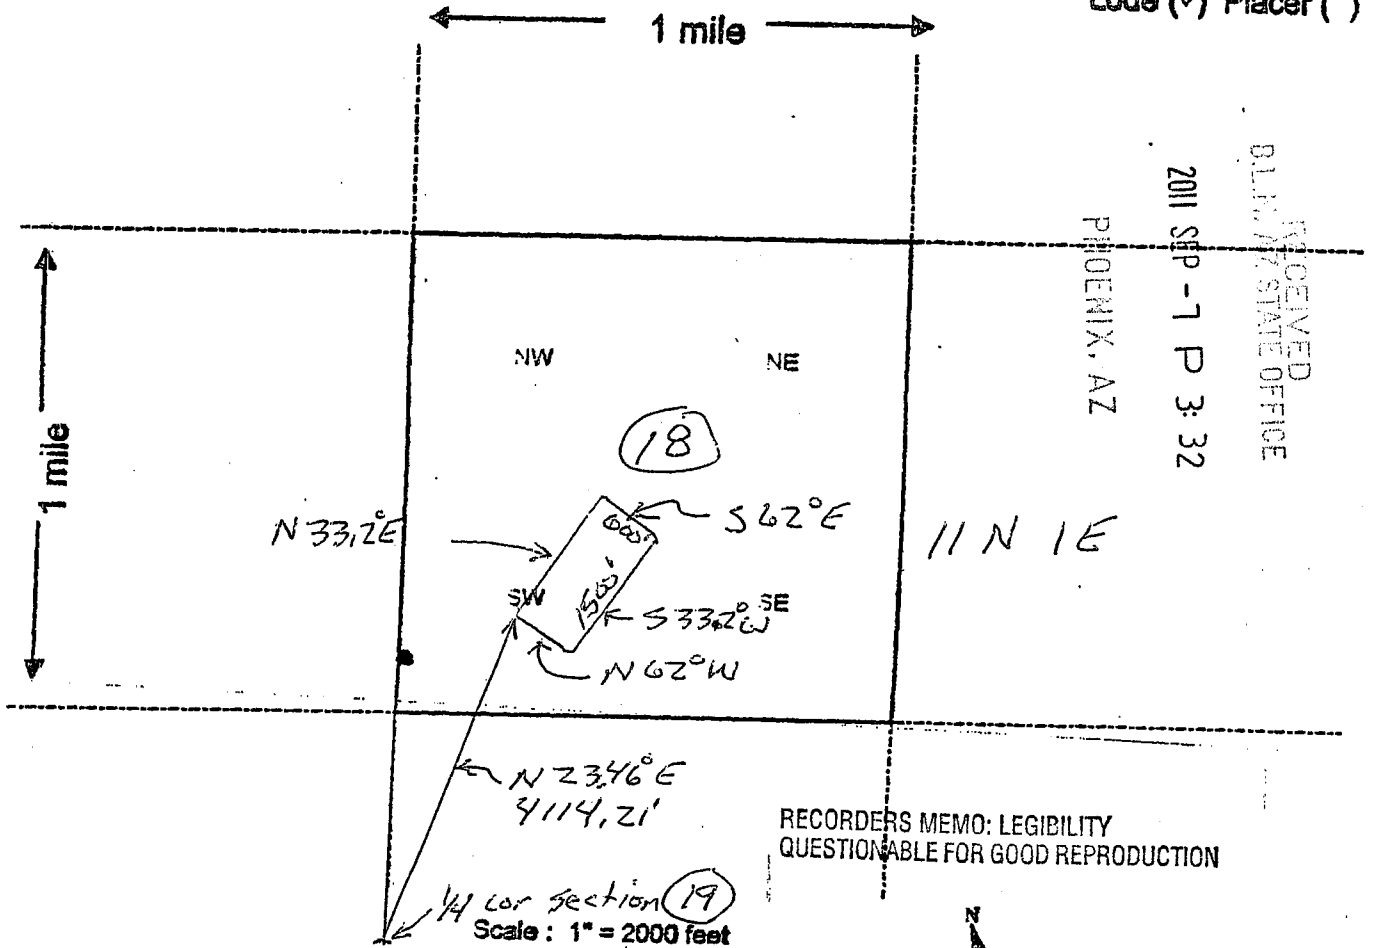 Lode (✓) Placer ( )
1 mile
RECEIVED
B.L.M. AZ STATE OFFICE
2011 SEP -1 P 3: 32
PHOENIX, AZ
NW
NE
1 mile
18
N 33.2°E
600'
S 62°E
11 N 1E
SW
1500'
SE
S 33.2°W
N 62°W
N 23.46°E
4114.21'
RECORDERS MEMO: LEGIBILITY
QUESTIONABLE FOR GOOD REPRODUCTION
1/4 cor section 19
Scale : 1" = 2000 feet
N